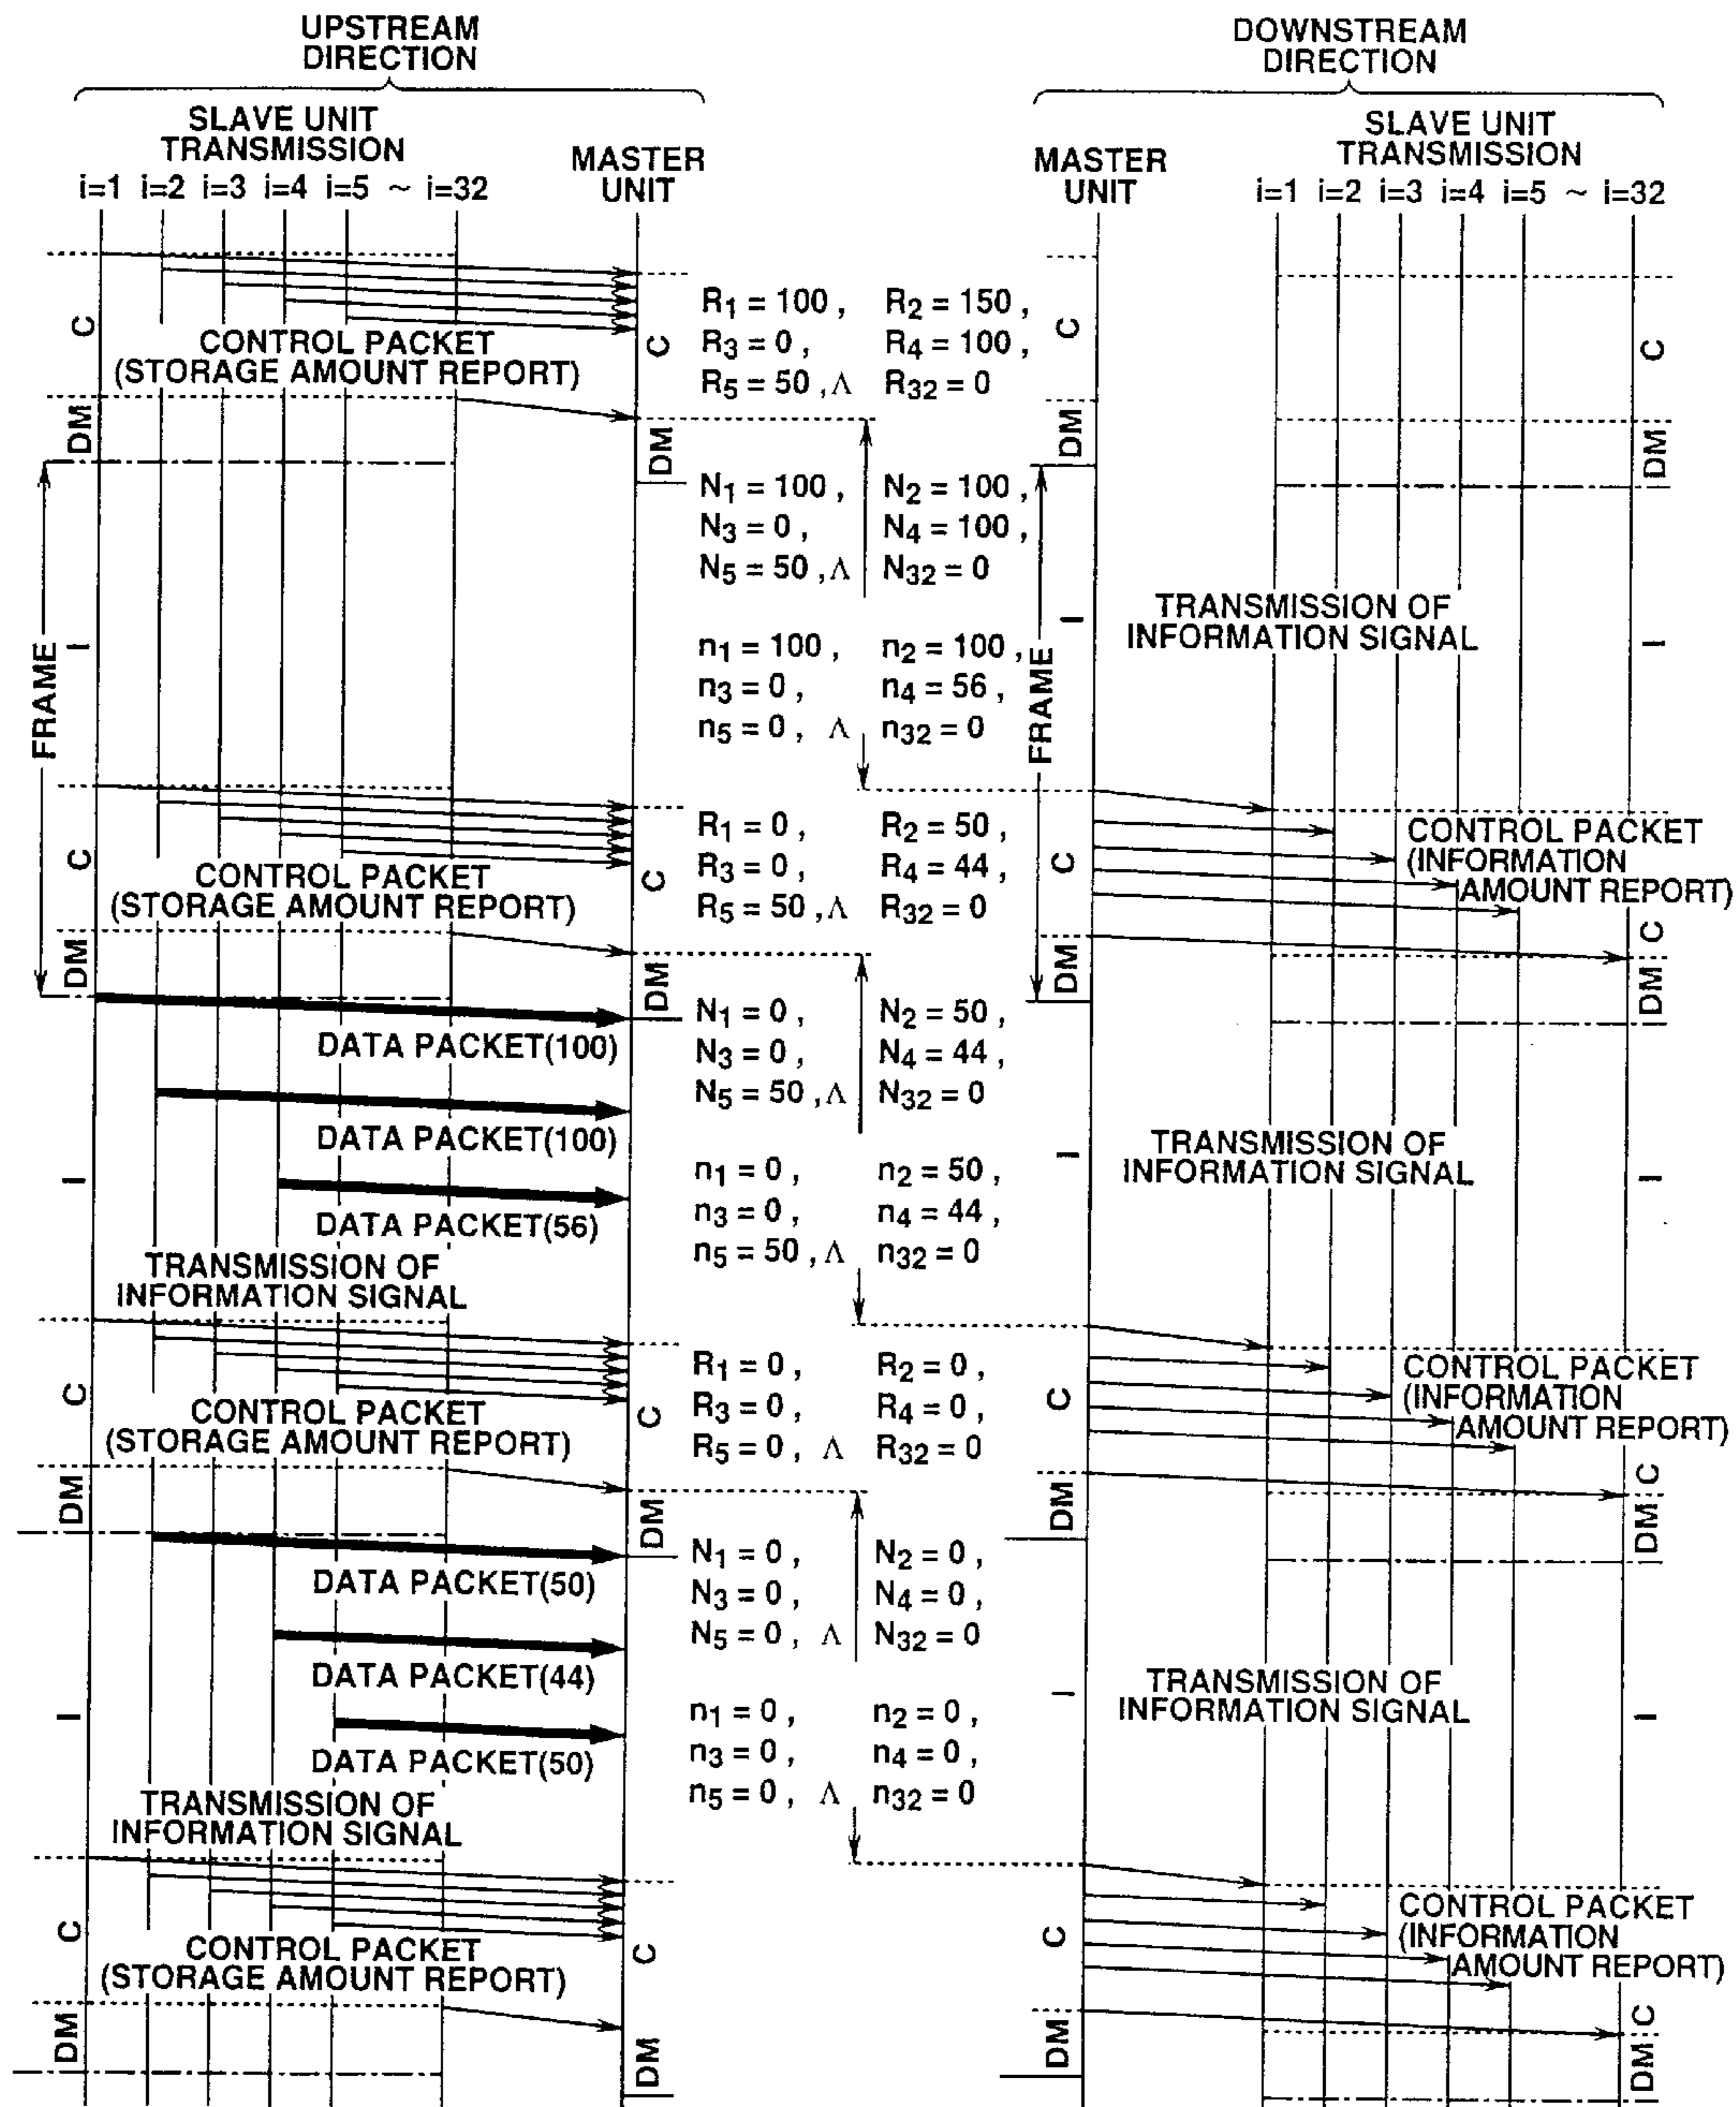 UPSTREAM
DIRECTION
SLAVE UNIT
TRANSMISSION
MASTER
UNIT
i=1 i=2 i=3 i=4 i=5 ~ i=32
DOWNSTREAM
DIRECTION
MASTER
UNIT
SLAVE UNIT
TRANSMISSION
i=1 i=2 i=3 i=4 i=5 ~ i=32
C
CONTROL PACKET
(STORAGE AMOUNT REPORT)
C
R1 = 100 , R2 = 150 ,
R3 = 0 , R4 = 100 ,
R5 = 50 , Λ R32 = 0
C
C
DM
DM
DM
DM
FRAME
I
N1 = 100 , N2 = 100 ,
N3 = 0 , N4 = 100 ,
N5 = 50 , Λ N32 = 0
n1 = 100 , n2 = 100 ,
n3 = 0 , n4 = 56 ,
n5 = 0 , Λ n32 = 0
FRAME
I
TRANSMISSION OF
INFORMATION SIGNAL
I
C
CONTROL PACKET
(STORAGE AMOUNT REPORT)
C
R1 = 0 , R2 = 50 ,
R3 = 0 , R4 = 44 ,
R5 = 50 , Λ R32 = 0
C
CONTROL PACKET
(INFORMATION
AMOUNT REPORT)
C
DM
DM
DM
DM
DATA PACKET(100)
DATA PACKET(100)
I
DATA PACKET(56)
TRANSMISSION OF
INFORMATION SIGNAL
N1 = 0 , N2 = 50 ,
N3 = 0 , N4 = 44 ,
N5 = 50 , Λ N32 = 0
n1 = 0 , n2 = 50 ,
n3 = 0 , n4 = 44 ,
n5 = 50 , Λ n32 = 0
I
TRANSMISSION OF
INFORMATION SIGNAL
I
C
CONTROL PACKET
(STORAGE AMOUNT REPORT)
C
R1 = 0 , R2 = 0 ,
R3 = 0 , R4 = 0 ,
R5 = 0 , Λ R32 = 0
C
CONTROL PACKET
(INFORMATION
AMOUNT REPORT)
C
DM
DM
DM
DM
DATA PACKET(50)
DATA PACKET(44)
I
DATA PACKET(50)
TRANSMISSION OF
INFORMATION SIGNAL
N1 = 0 , N2 = 0 ,
N3 = 0 , N4 = 0 ,
N5 = 0 , Λ N32 = 0
n1 = 0 , n2 = 0 ,
n3 = 0 , n4 = 0 ,
n5 = 0 , Λ n32 = 0
I
TRANSMISSION OF
INFORMATION SIGNAL
I
C
CONTROL PACKET
(STORAGE AMOUNT REPORT)
C
C
CONTROL PACKET
(INFORMATION
AMOUNT REPORT)
C
DM
DM
DM
DM